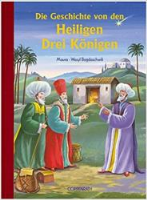 Die Geschichte von den
Heiligen
Drei Königen